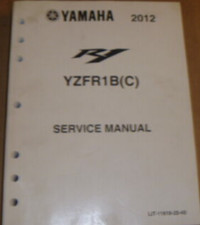 YAMAHA 2012
R1
YZFR1B(C)
SERVICE MANUAL